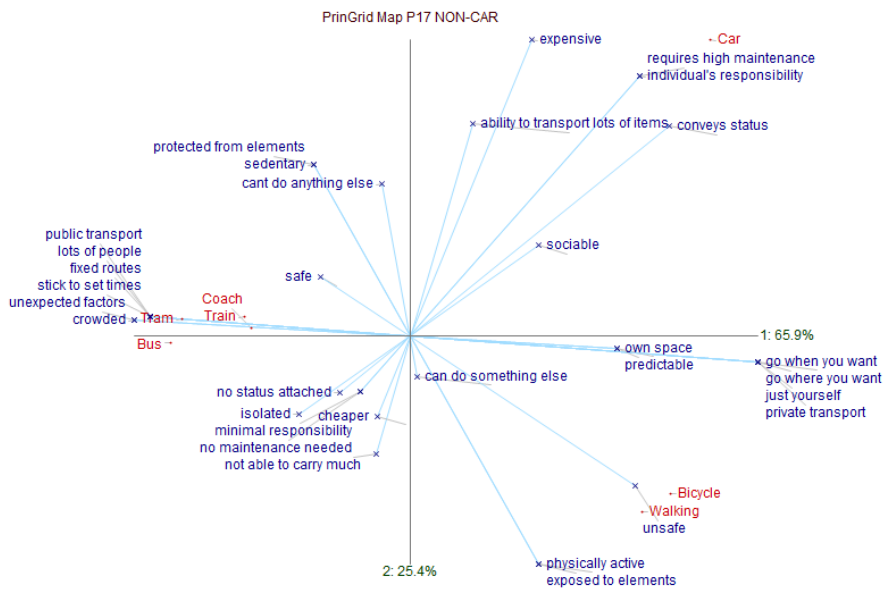 PrinGrid Map P17 NON-CAR
expensive
←Car
requires high maintenance
individual's responsibility
ability to transport lots of items
conveys status
protected from elements
sedentary
cant do anything else
public transport
lots of people
fixed routes
stick to set times
unexpected factors
crowded
sociable
safe
Coach
Train←
Tram←
Bus→
1: 65.9%
own space
predictable
go when you want
go where you want
just yourself
private transport
can do something else
no status attached
isolated
cheaper
minimal responsibility
no maintenance needed
not able to carry much
←Bicycle
←Walking
unsafe
physically active
exposed to elements
2: 25.4%